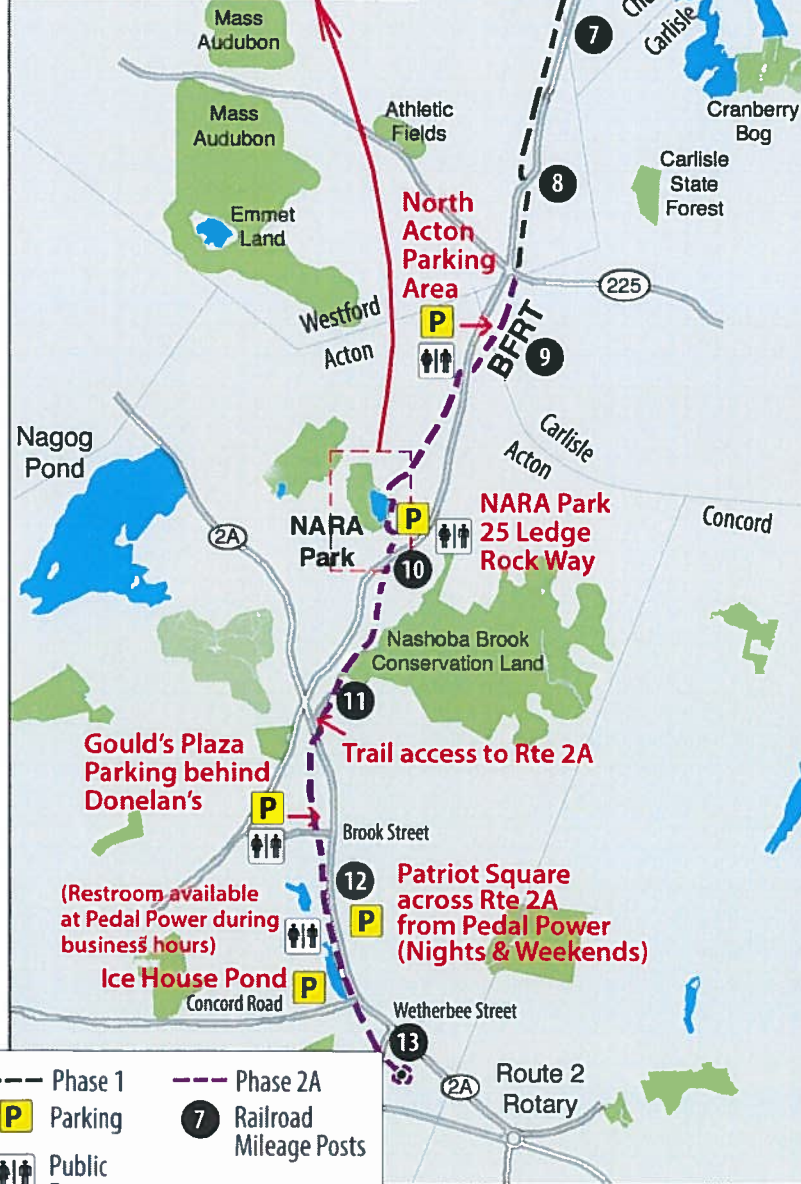 Mass
Audubon
7
Carlisle
Mass
Audubon
Athletic
Fields
Cranberry
Bog
8
Carlisle
State
Forest
North
Acton
Parking
Area
Emmet
Land
225
Westford
Acton
P
BFRT
9
Nagog
Pond
Carlisle
Acton
2A
NARA
Park
P
NARA Park
25 Ledge
Rock Way
Concord
10
Nashoba Brook
Conservation Land
11
Gould's Plaza
Parking behind
Donelan's
Trail access to Rte 2A
P
Brook Street
12
Patriot Square
across Rte 2A
from Pedal Power
(Nights & Weekends)
P
(Restroom available
at Pedal Power during
business hours)
Ice House Pond
P
Concord Road
Wetherbee Street
13
2A
Route 2
Rotary
Phase 1
Phase 2A
P Parking
7 Railroad
Mileage Posts
Public